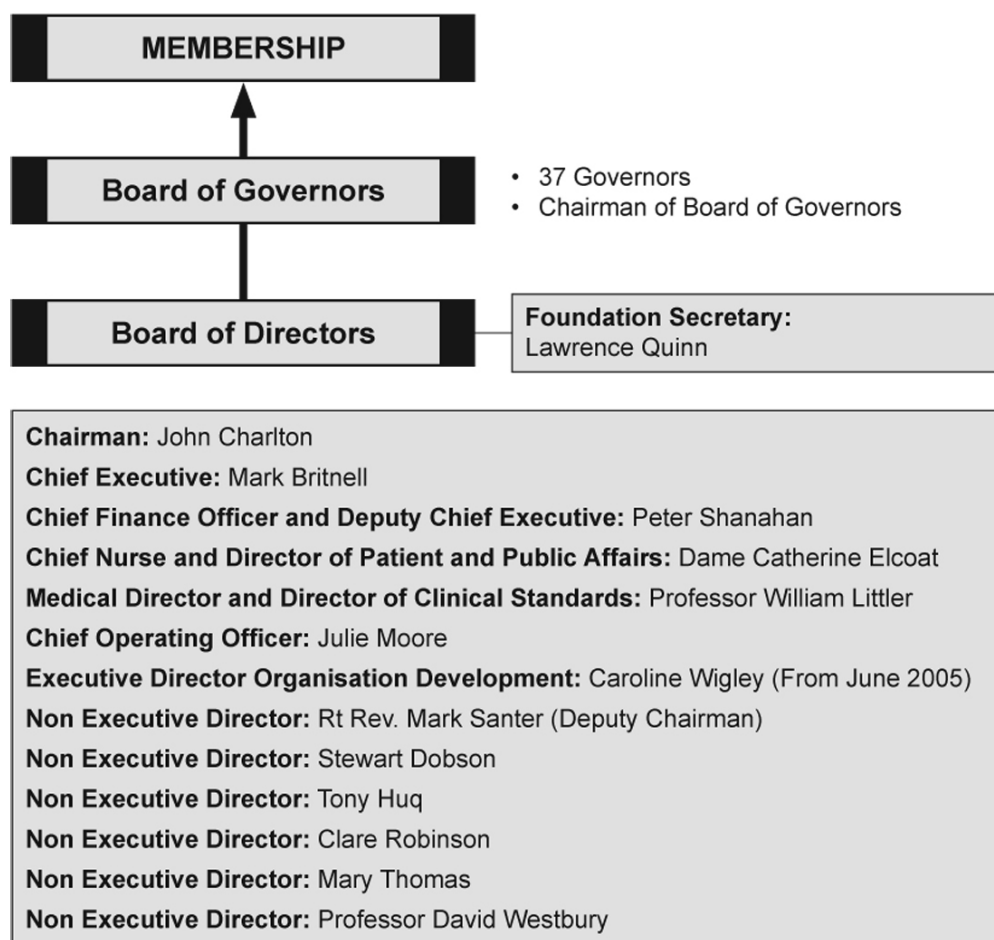 MEMBERSHIP
Board of Governors
• 37 Governors
• Chairman of Board of Governors
Board of Directors
Foundation Secretary:
Lawrence Quinn
Chairman: John Charlton
Chief Executive: Mark Britnell
Chief Finance Officer and Deputy Chief Executive: Peter Shanahan
Chief Nurse and Director of Patient and Public Affairs: Dame Catherine Elcoat
Medical Director and Director of Clinical Standards: Professor William Littler
Chief Operating Officer: Julie Moore
Executive Director Organisation Development: Caroline Wigley (From June 2005)
Non Executive Director: Rt Rev. Mark Santer (Deputy Chairman)
Non Executive Director: Stewart Dobson
Non Executive Director: Tony Huq
Non Executive Director: Clare Robinson
Non Executive Director: Mary Thomas
Non Executive Director: Professor David Westbury